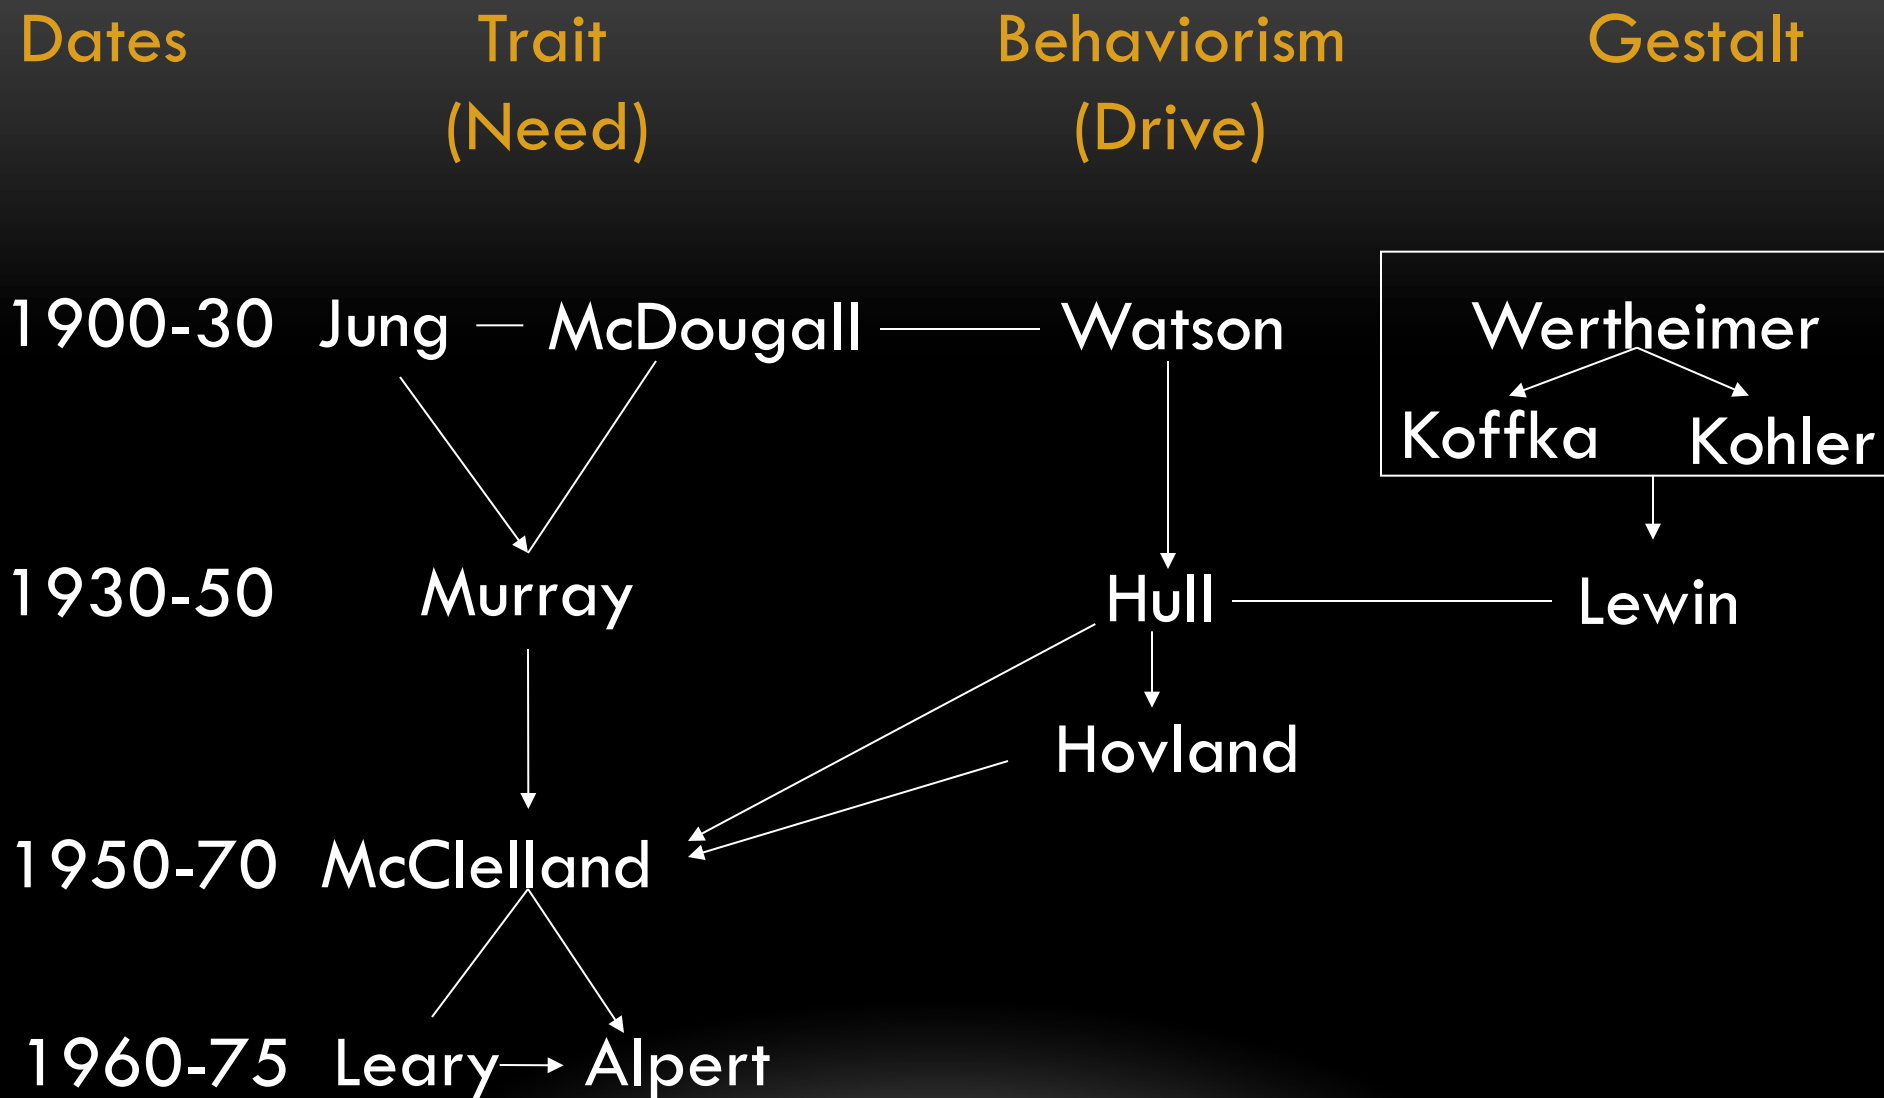 Dates Trait Behaviorism Gestalt
(Need) (Drive)
1900-30 Jung McDougall Watson Wertheimer
Koffka Kohler
1930-50 Murray Hull Lewin
Hovland
1950-70 McClelland
1960-75 Leary Alpert